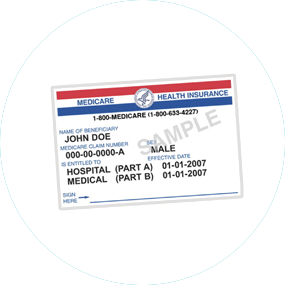 MEDICARE HEALTH INSURANCE
1-800-MEDICARE (1-800-633-4227)
NAME OF BENEFICIARY
JOHN DOE
MEDICARE CLAIM NUMBER SEX
000-00-0000-A MALE
IS ENTITLED TO EFFECTIVE DATE
HOSPITAL (PART A) 01-01-2007
MEDICAL (PART B) 01-01-2007
SIGN
HERE
SAMPLE